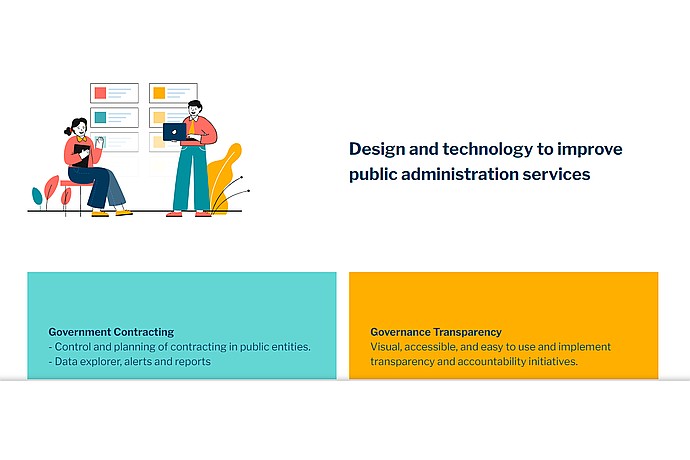 Design and technology to improve
public administration services
Government Contracting
- Control and planning of contracting in public entities.
- Data explorer, alerts and reports
Governance Transparency
Visual, accessible, and easy to use and implement
transparency and accountability initiatives.